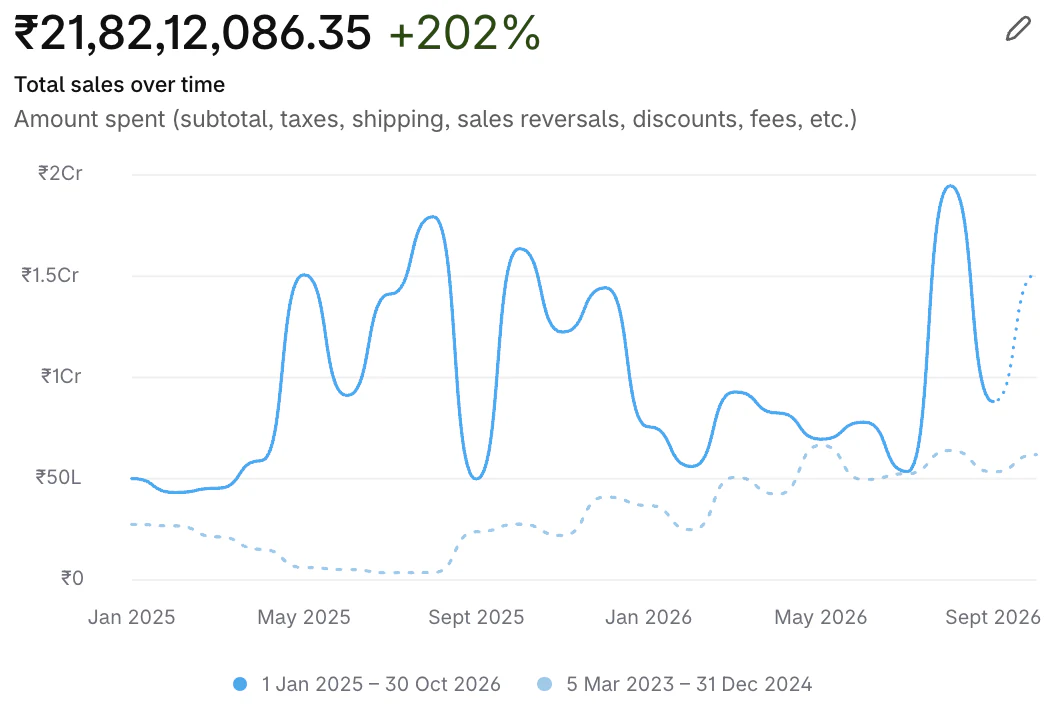 ₹21,82,12,086.35 +202%
Total sales over time
Amount spent (subtotal, taxes, shipping, sales reversals, discounts, fees, etc.)
₹2Cr
₹1.5Cr
₹1Cr
₹50L
₹0
Jan 2025 May 2025 Sept 2025 Jan 2026 May 2026 Sept 2026
1 Jan 2025 – 30 Oct 2026 5 Mar 2023 – 31 Dec 2024